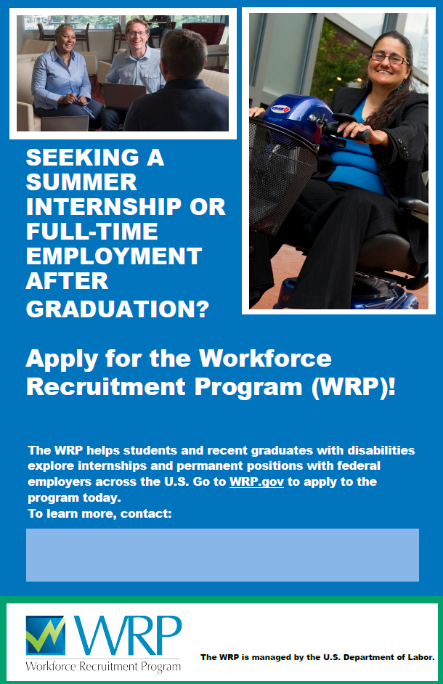 SEEKING A
SUMMER
INTERNSHIP OR
FULL-TIME
EMPLOYMENT
AFTER
GRADUATION?
Apply for the Workforce
Recruitment Program (WRP)!
The WRP helps students and recent graduates with disabilities
explore internships and permanent positions with federal
employers across the U.S. Go to WRP.gov to apply to the
program today.
To learn more, contact:
WRP
Workforce Recruitment Program
The WRP is managed by the U.S. Department of Labor.